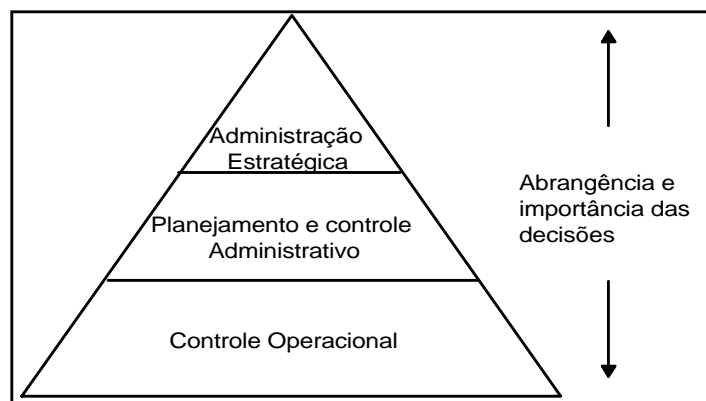 Administração
Estratégica
Planejamento e controle
Administrativo
Controle Operacional
Abrangência e
importância das
decisões